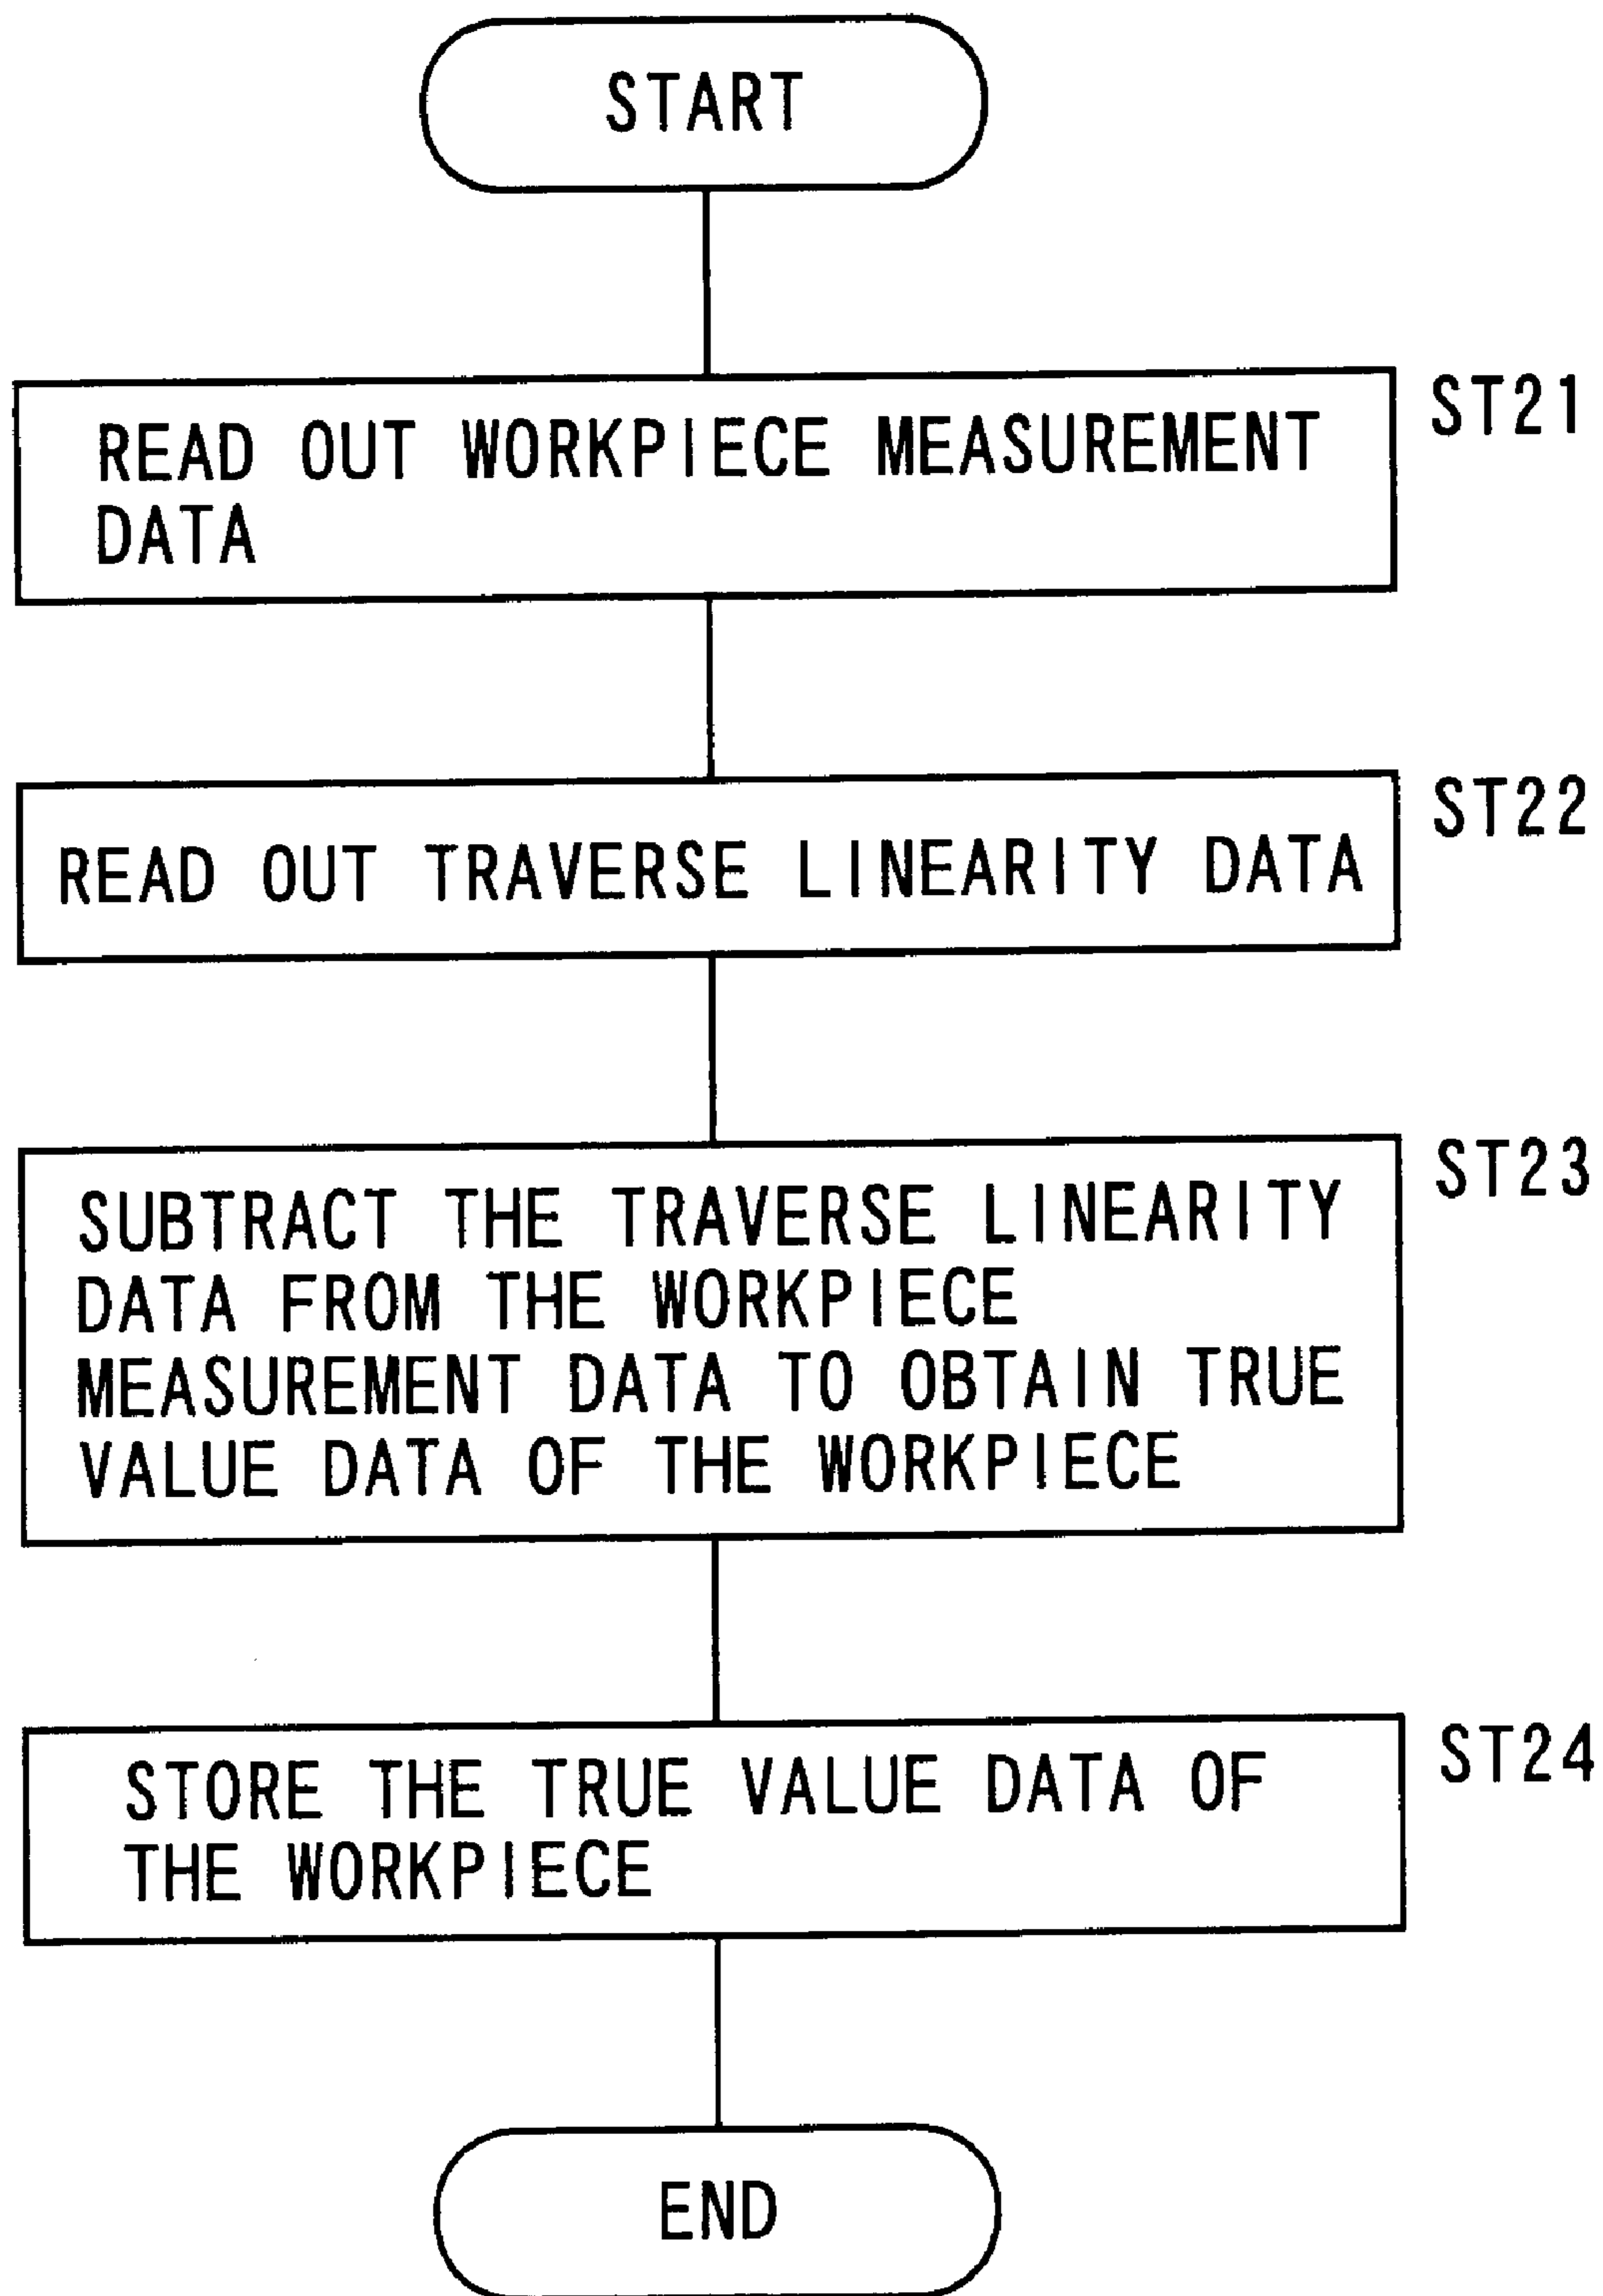 START
ST21
READ OUT WORKPIECE MEASUREMENT
DATA
ST22
READ OUT TRAVERSE LINEARITY DATA
ST23
SUBTRACT THE TRAVERSE LINEARITY
DATA FROM THE WORKPIECE
MEASUREMENT DATA TO OBTAIN TRUE
VALUE DATA OF THE WORKPIECE
ST24
STORE THE TRUE VALUE DATA OF
THE WORKPIECE
END